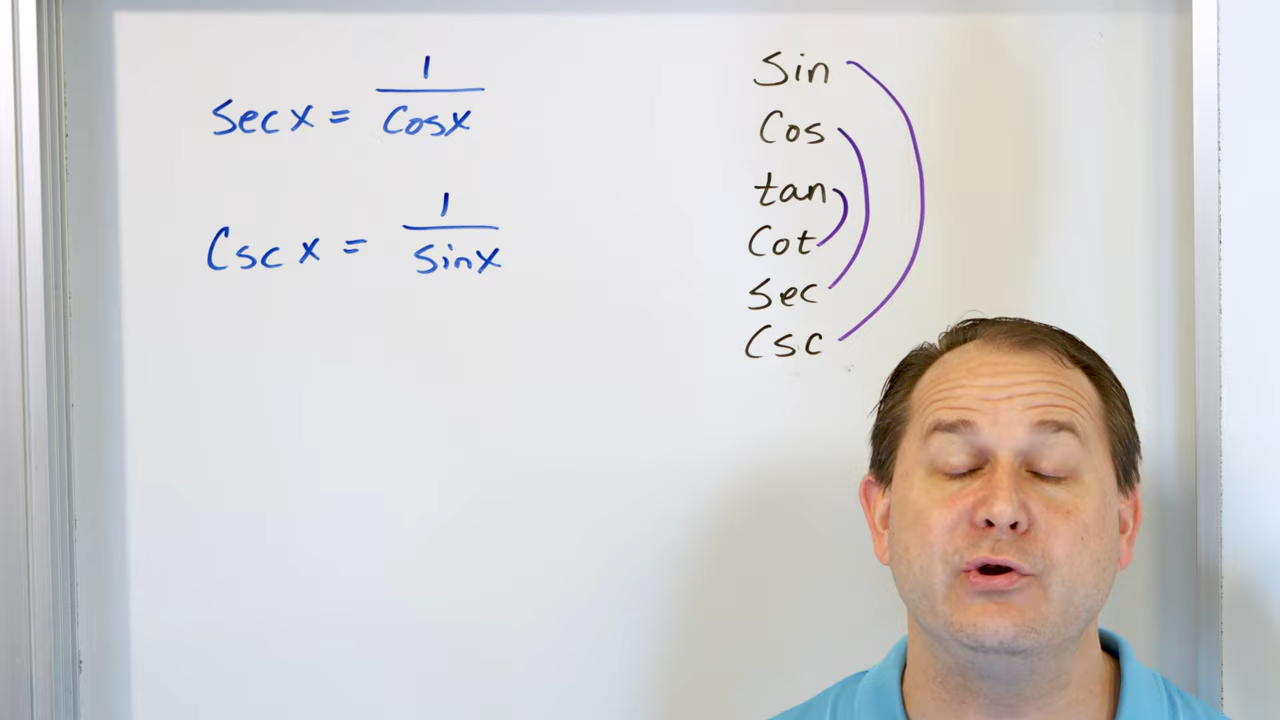 sec x = 1/cos x
csc x = 1/sin x
Sin
Cos
tan
Cot
Sec
Csc